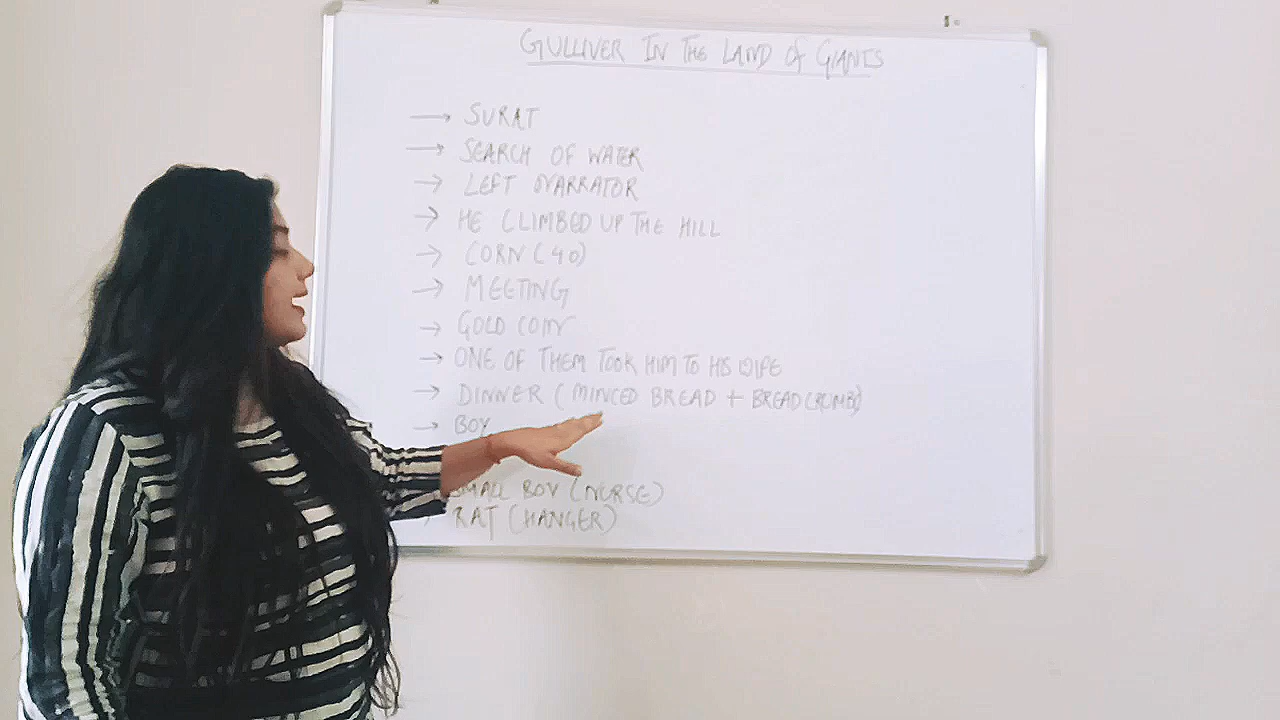 GULLIVER IN THE LAND OF GIANTS
→ SURAT
→ SEARCH OF WATER
→ LEFT NARRATOR
→ HE CLIMBED UP THE HILL
→ CORN (40)
→ MEETING
→ GOLD COIN
→ ONE OF THEM TOOK HIM TO HIS WIFE
→ DINNER (MINCED BREAD + BREAD CRUMBS)
→ BOY
SMALL BOY (NURSE)
→ RAT (HANGER)